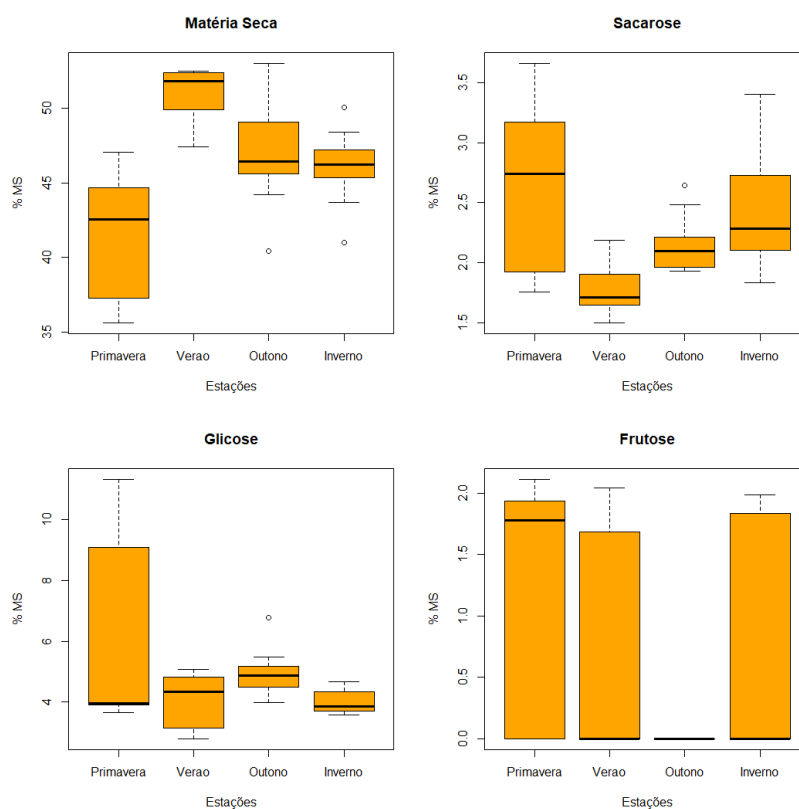 Matéria Seca
% MS
50
45
40
35
Primavera Verao Outono Inverno
Estações
Sacarose
% MS
3.5
3.0
2.5
2.0
1.5
Primavera Verao Outono Inverno
Estações
Glicose
% MS
10
8
6
4
Primavera Verao Outono Inverno
Estações
Frutose
% MS
2.0
1.5
1.0
0.5
0.0
Primavera Verao Outono Inverno
Estações